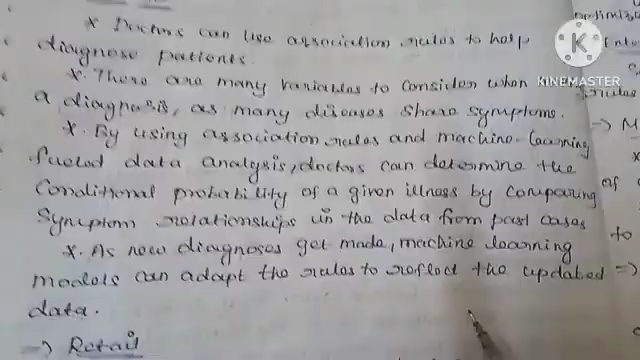 * Doctors can use association rules to help
diagnose patients.
* There are many variables to consider when
a diagnosis, as many diseases share symptoms.
* By using association rules and machine-learning
fueled data analysis, doctors can determine the
conditional probability of a given illness by comparing
symptom relationships in the data from past cases
* As new diagnoses get made, machine learning
models can adapt the rules to reflect the updated
data.
→ Retail
KINEMASTER
rules
→ M
*
of
to
⇒